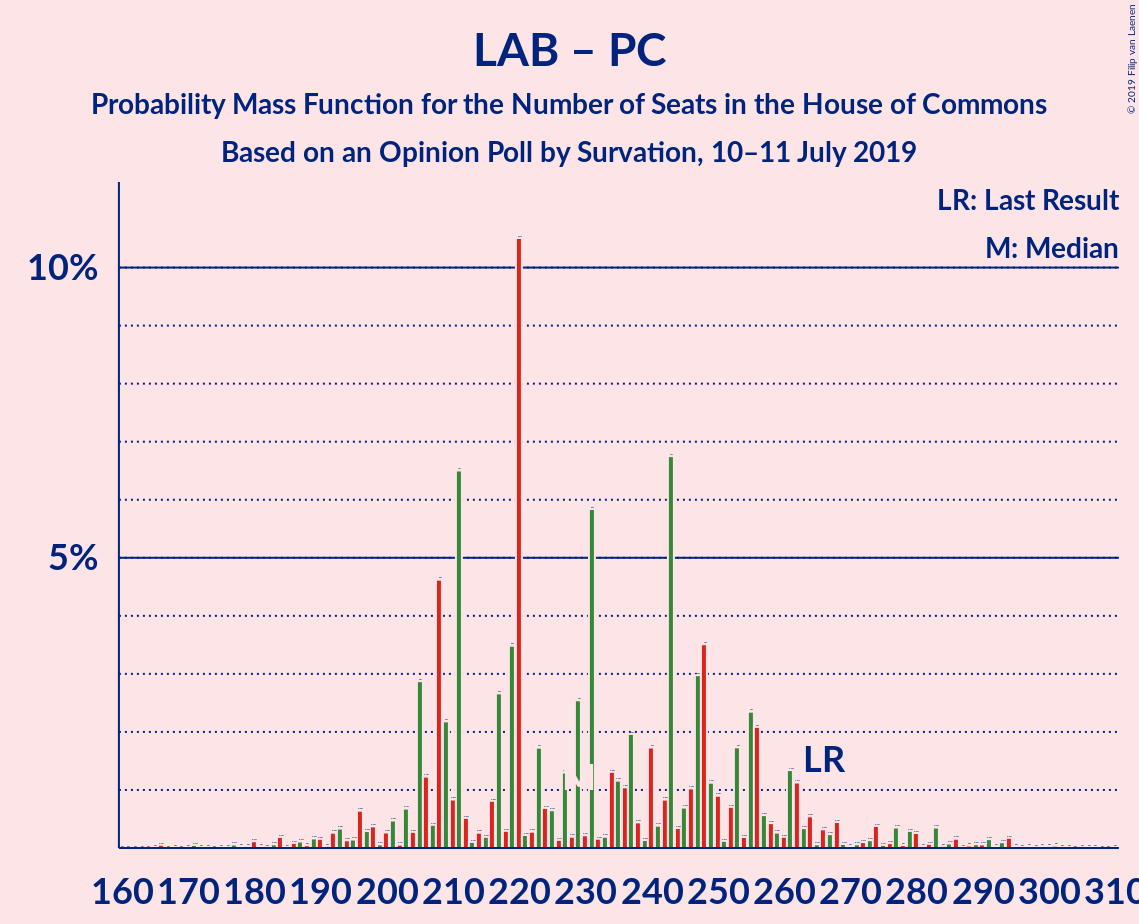 LAB – PC
Probability Mass Function for the Number of Seats in the House of Commons
Based on an Opinion Poll by Survation, 10–11 July 2019
© 2019 Filip van Laenen
LR: Last Result
M: Median
10%
5%
LR
160 170 180 190 200 210 220 230 240 250 260 270 280 290 300 310